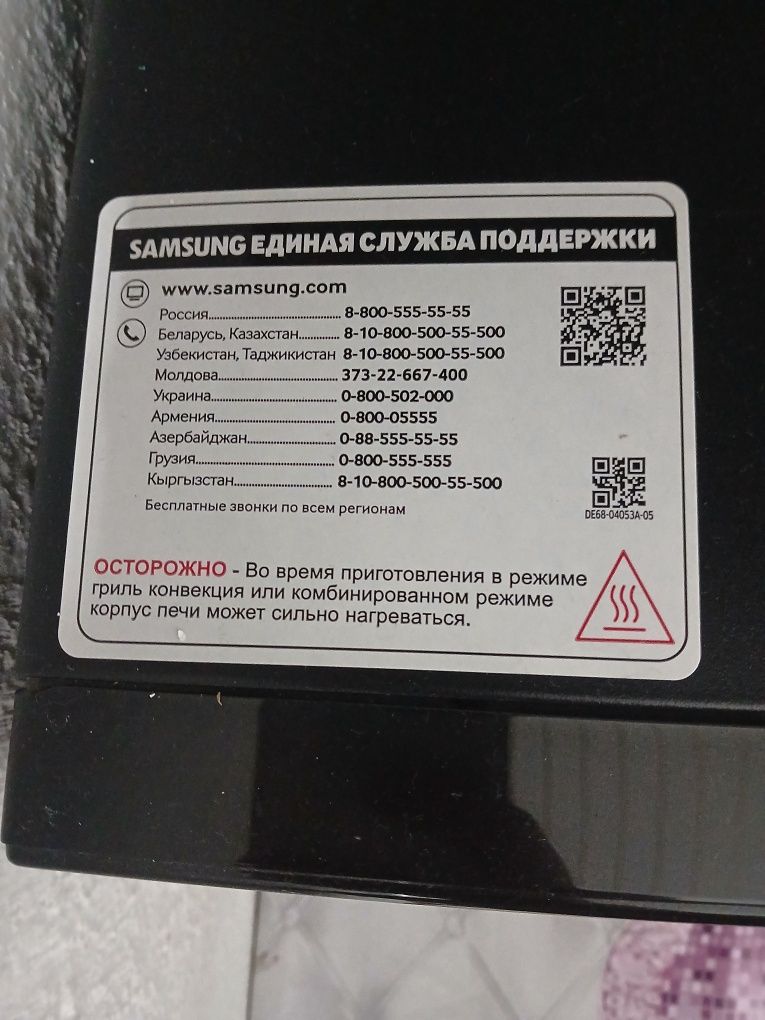 SAMSUNG ЕДИНАЯ СЛУЖБА ПОДДЕРЖКИ
www.samsung.com
Россия............................... 8-800-555-55-55
Беларусь, Казахстан............ 8-10-800-500-55-500
Узбекистан, Таджикистан 8-10-800-500-55-500
Молдова............................. 373-22-667-400
Украина.............................. 0-800-502-000
Армения............................. 0-800-05555
Азербайджан...................... 0-88-555-55-55
Грузия................................. 0-800-555-555
Кыргызстан........................ 8-10-800-500-55-500
Бесплатные звонки по всем регионам
DE68-04053A-05
ОСТОРОЖНО - Во время приготовления в режиме
гриль конвекция или комбинированном режиме
корпус печи может сильно нагреваться.